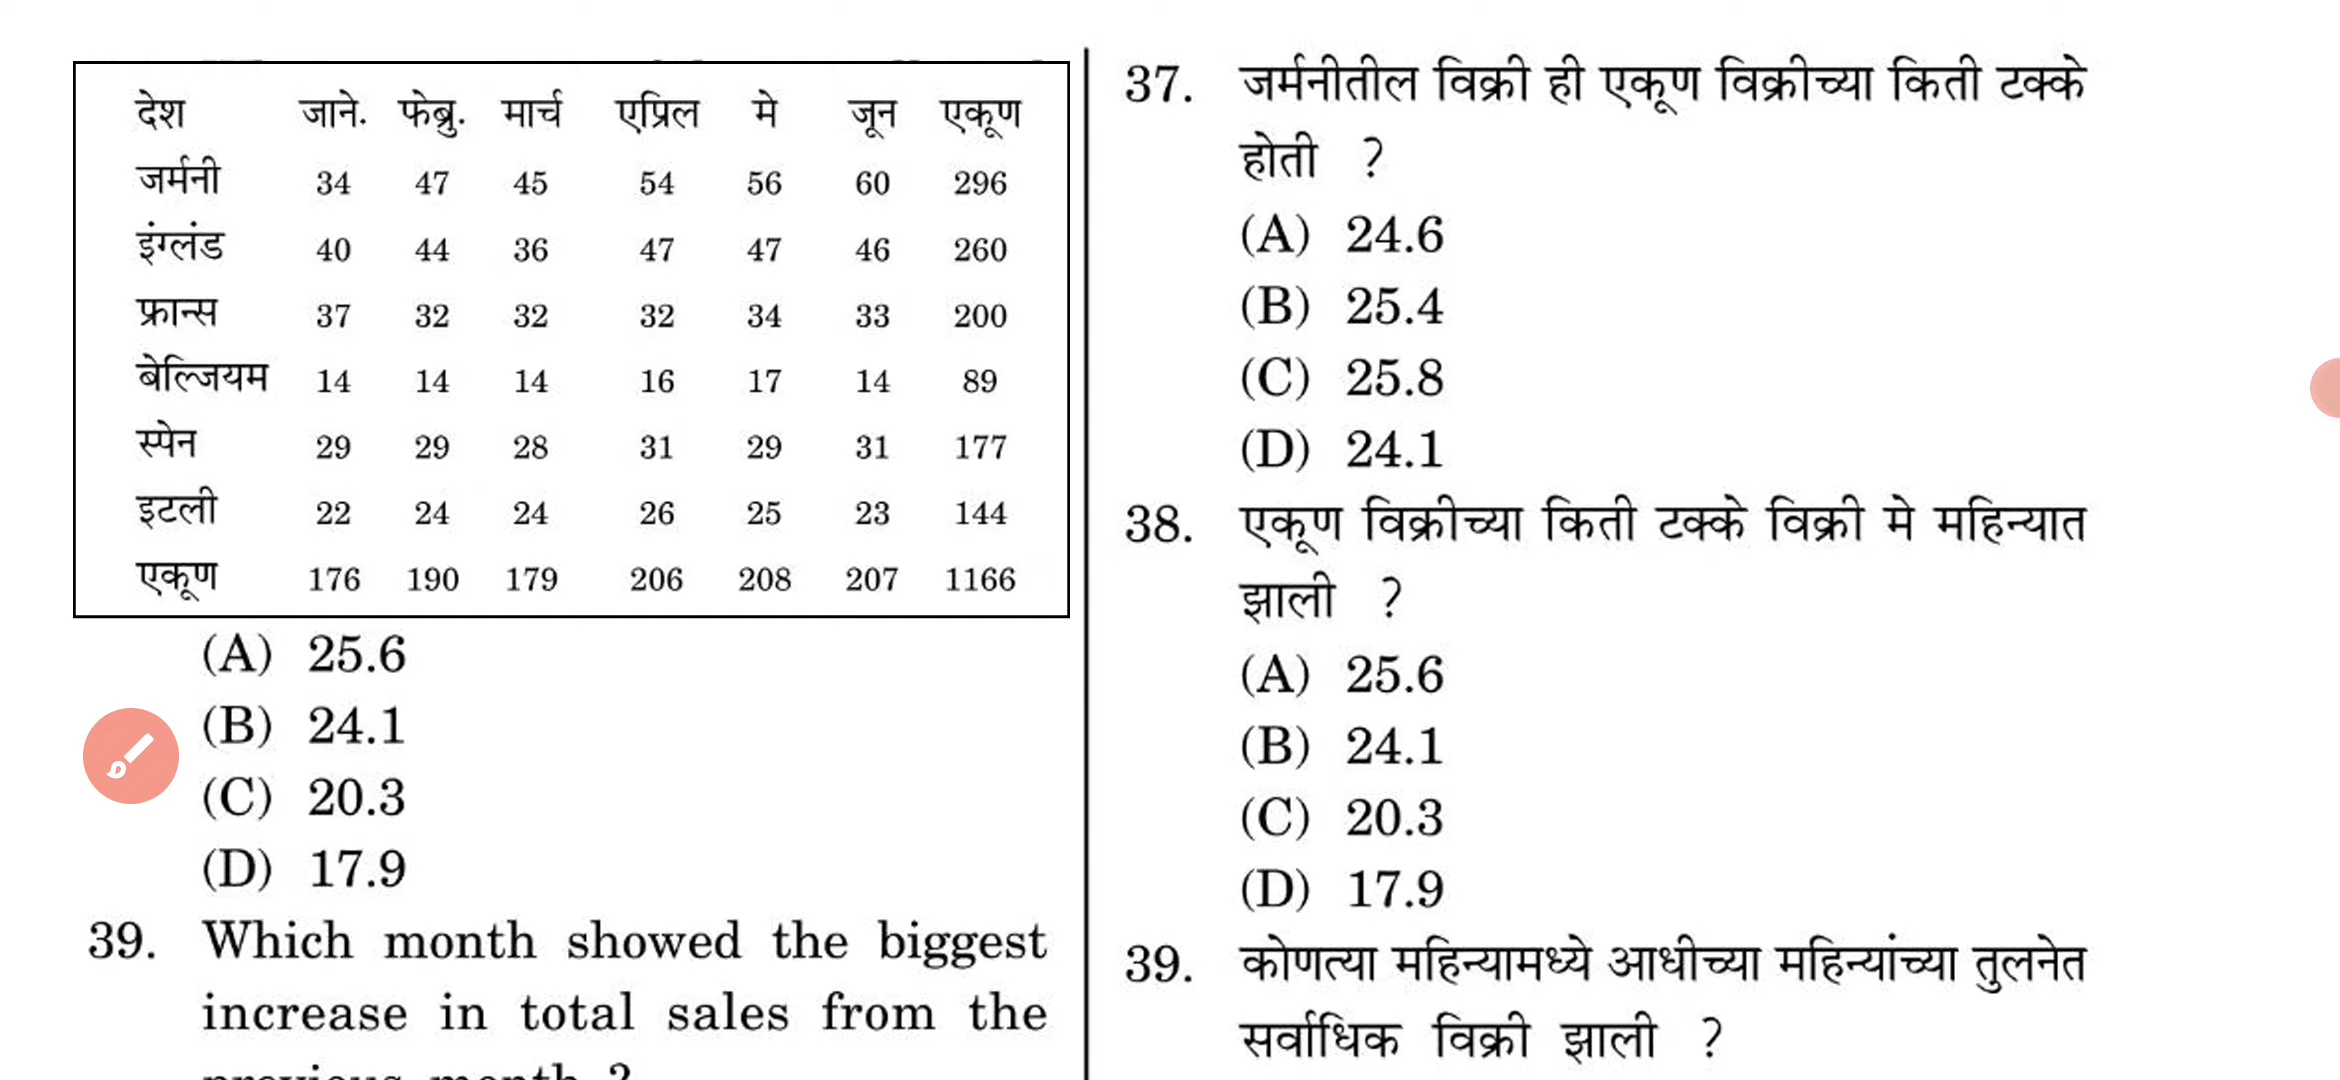 देश जाने. फेब्रु. मार्च एप्रिल मे जून एकूण
जर्मनी 34 47 45 54 56 60 296
इंग्लंड 40 44 36 47 47 46 260
फ्रान्स 37 32 32 32 34 33 200
बेल्जियम 14 14 14 16 17 14 89
स्पेन 29 29 28 31 29 31 177
इटली 22 24 24 26 25 23 144
एकूण 176 190 179 206 208 207 1166
(A) 25.6
(B) 24.1
(C) 20.3
(D) 17.9
39. Which month showed the biggest
increase in total sales from the
previous month ?
37. जर्मनीतील विक्री ही एकूण विक्रीच्या किती टक्के
होती ?
(A) 24.6
(B) 25.4
(C) 25.8
(D) 24.1
38. एकूण विक्रीच्या किती टक्के विक्री मे महिन्यात
झाली ?
(A) 25.6
(B) 24.1
(C) 20.3
(D) 17.9
39. कोणत्या महिन्यामध्ये आधीच्या महिन्यांच्या तुलनेत
सर्वाधिक विक्री झाली ?